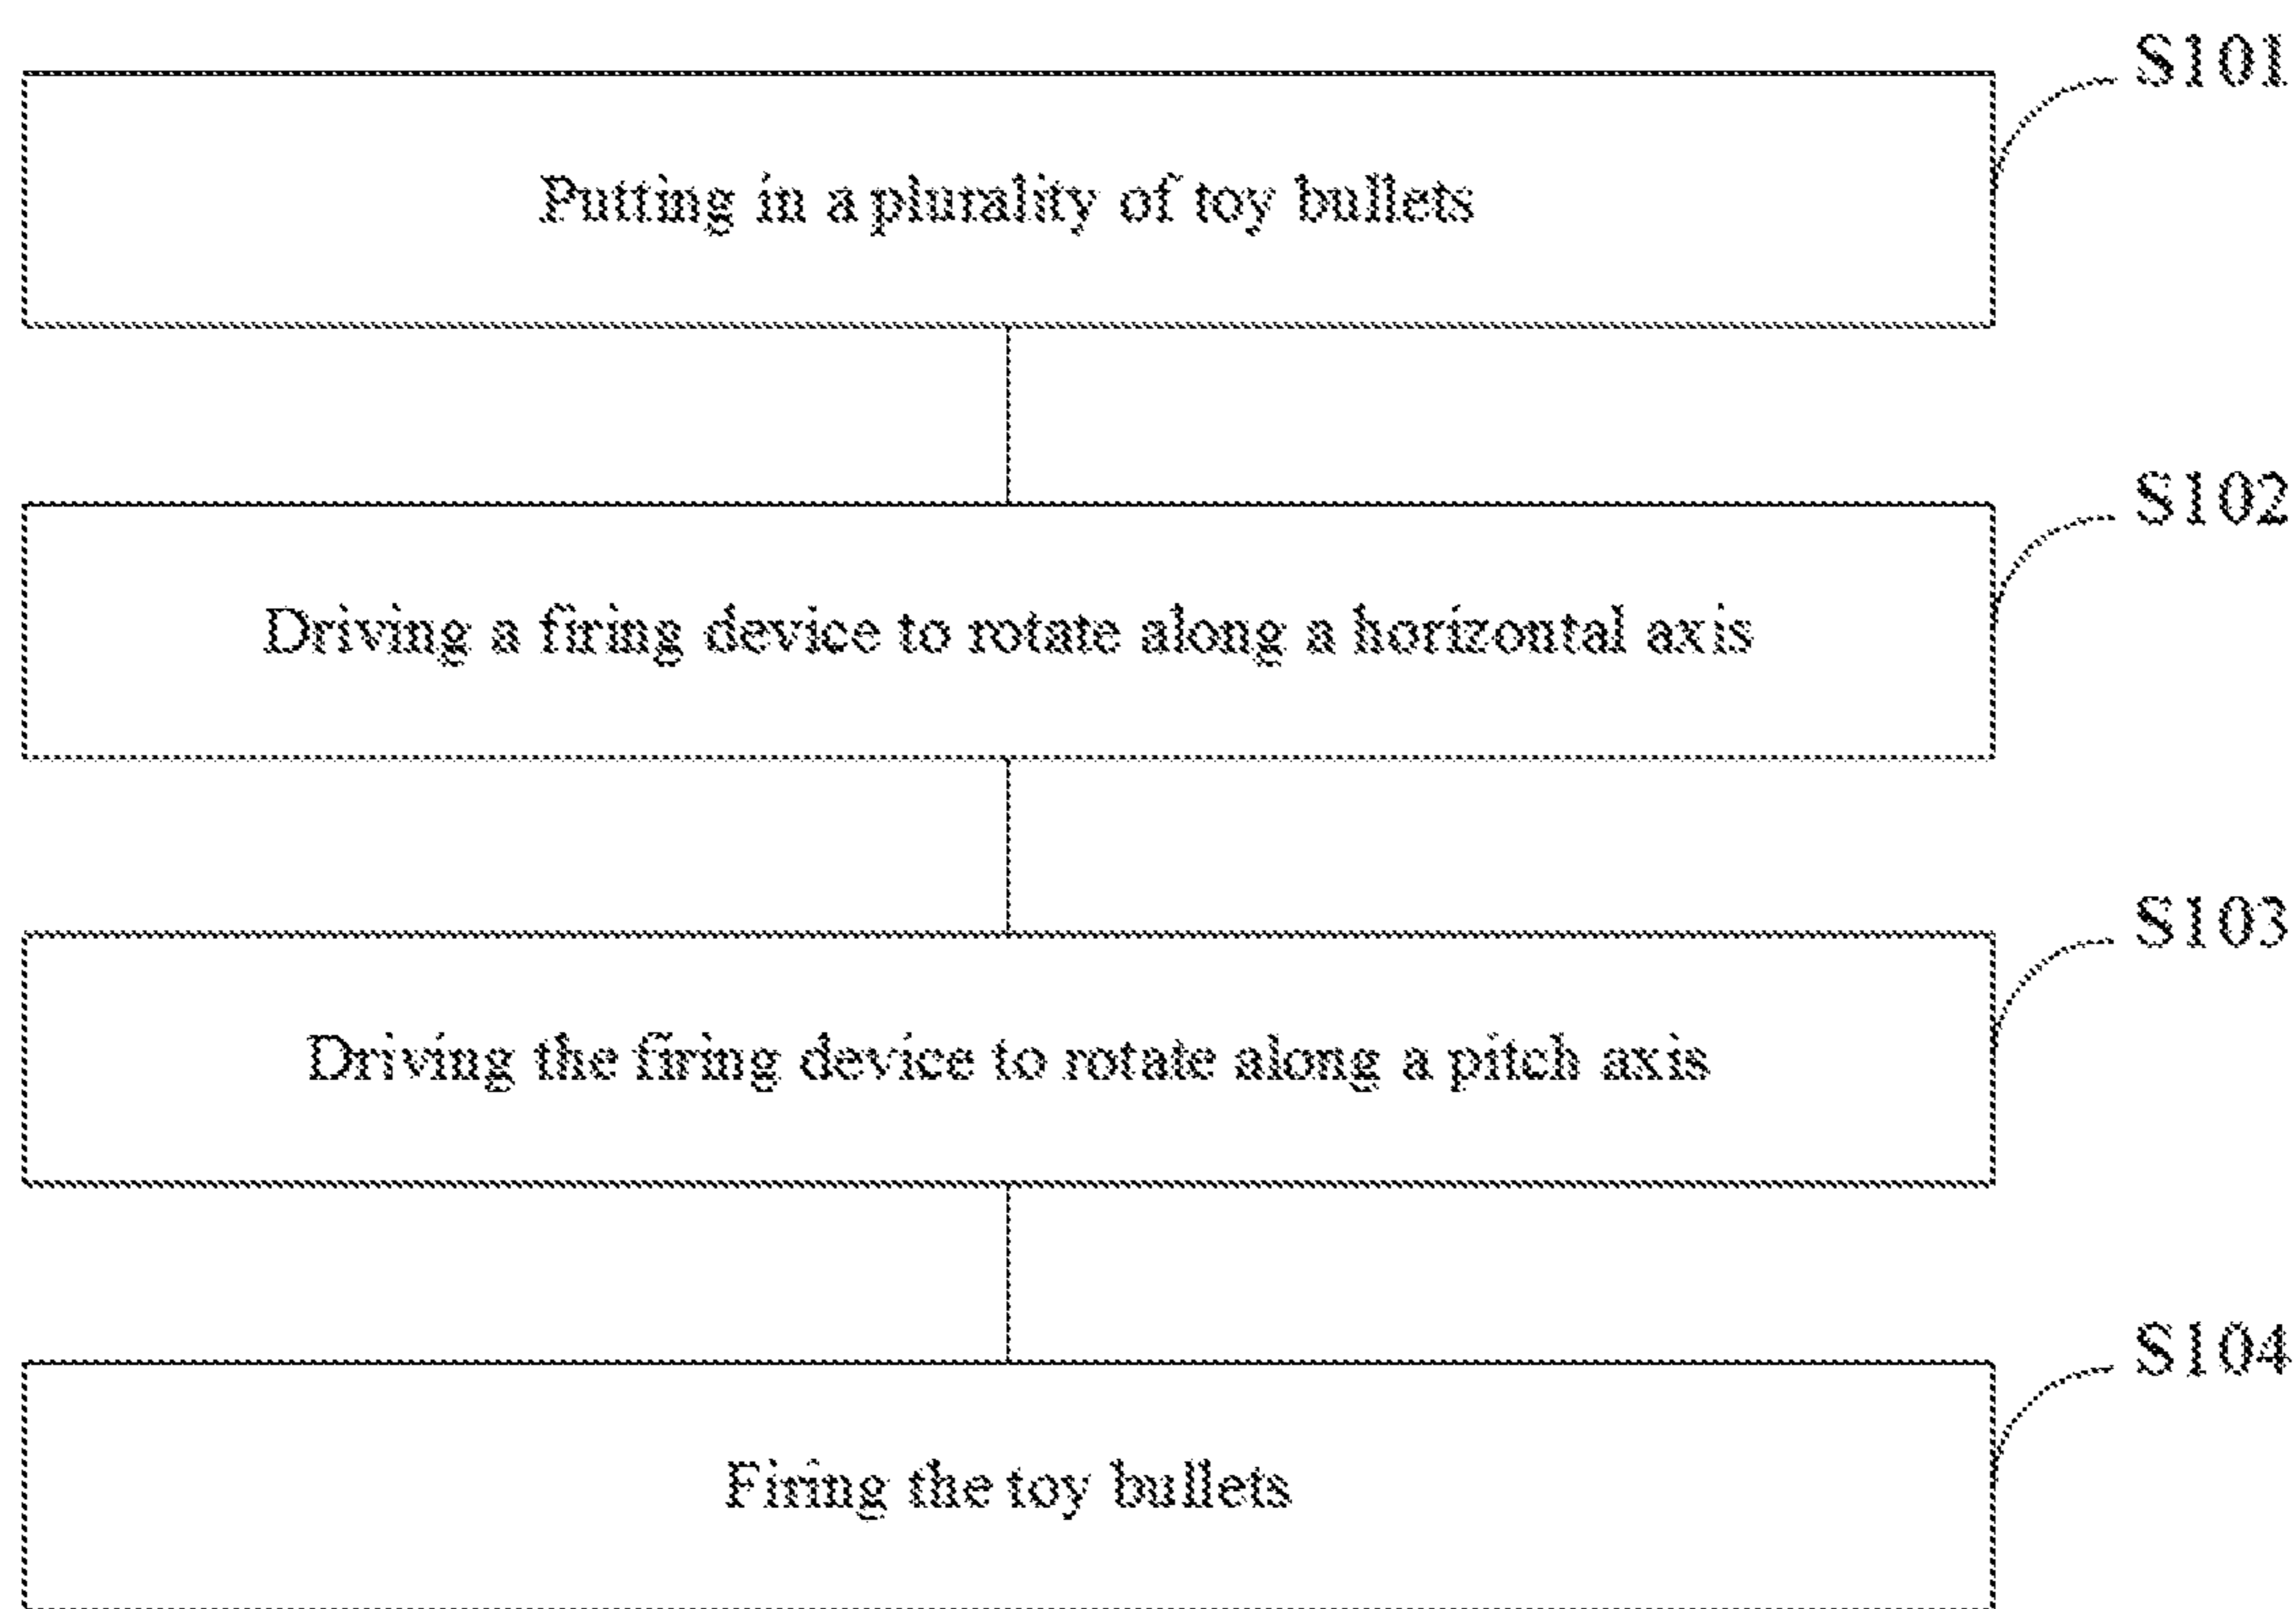 S101
Putting in a plurality of toy bullets
S102
Driving a firing device to rotate along a horizontal axis
S103
Driving the firing device to rotate along a pitch axis
S104
Firing the toy bullets